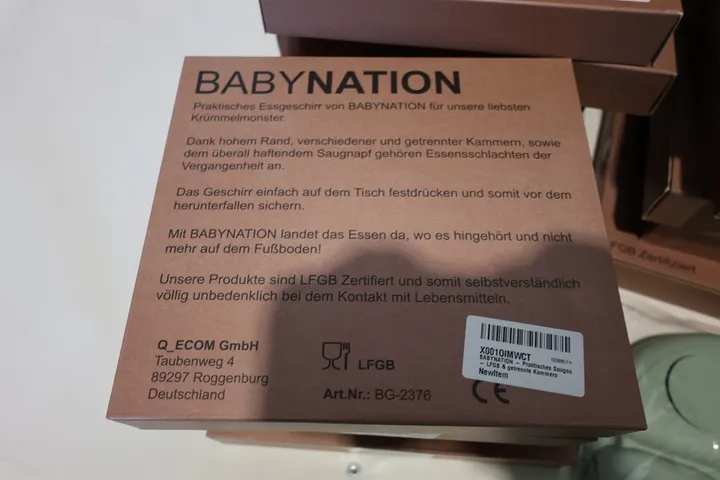 BABYNATION
Praktisches Essgeschirr von BABYNATION für unsere liebsten
Krümmelmonster.
Dank hohem Rand, verschiedener und getrennter Kammern, sowie
dem überall haftendem Saugnapf gehören Essensschlachten der
Vergangenheit an.
Das Geschirr einfach auf dem Tisch festdrücken und somit vor dem
herunterfallen sichern.
Mit BABYNATION landet das Essen da, wo es hingehört und nicht
mehr auf dem Fußboden!
Unsere Produkte sind LFGB Zertifiert und somit selbstverständlich
völlig unbedenklich bei dem Kontakt mit Lebensmitteln.
Q_ECOM GmbH
Taubenweg 4
89297 Roggenburg
Deutschland
LFGB
Art.Nr.: BG-2376
X001OIMWCT
BABYNATION – Praktisches Saugna
– LFGB & getrennte Kammern
NewItem
CE
FGB Zertifiziert